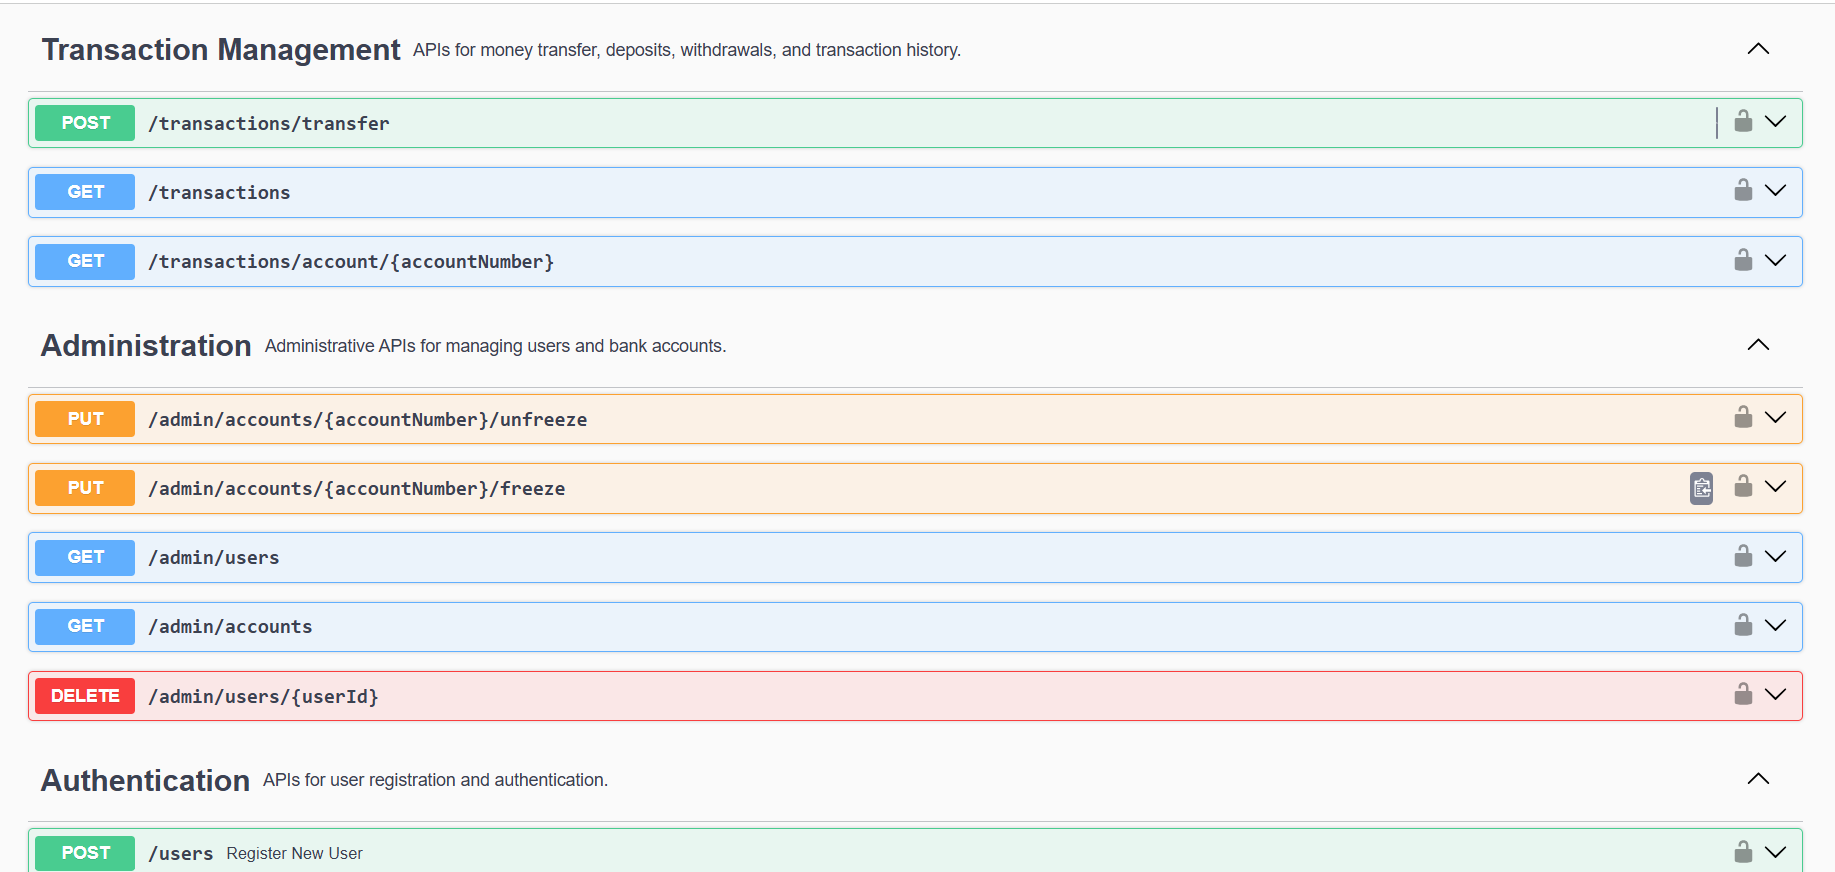 Transaction Management APIs for money transfer, deposits, withdrawals, and transaction history.
POST /transactions/transfer
GET /transactions
GET /transactions/account/{accountNumber}
Administration Administrative APIs for managing users and bank accounts.
PUT /admin/accounts/{accountNumber}/unfreeze
PUT /admin/accounts/{accountNumber}/freeze
GET /admin/users
GET /admin/accounts
DELETE /admin/users/{userId}
Authentication APIs for user registration and authentication.
POST /users Register New User